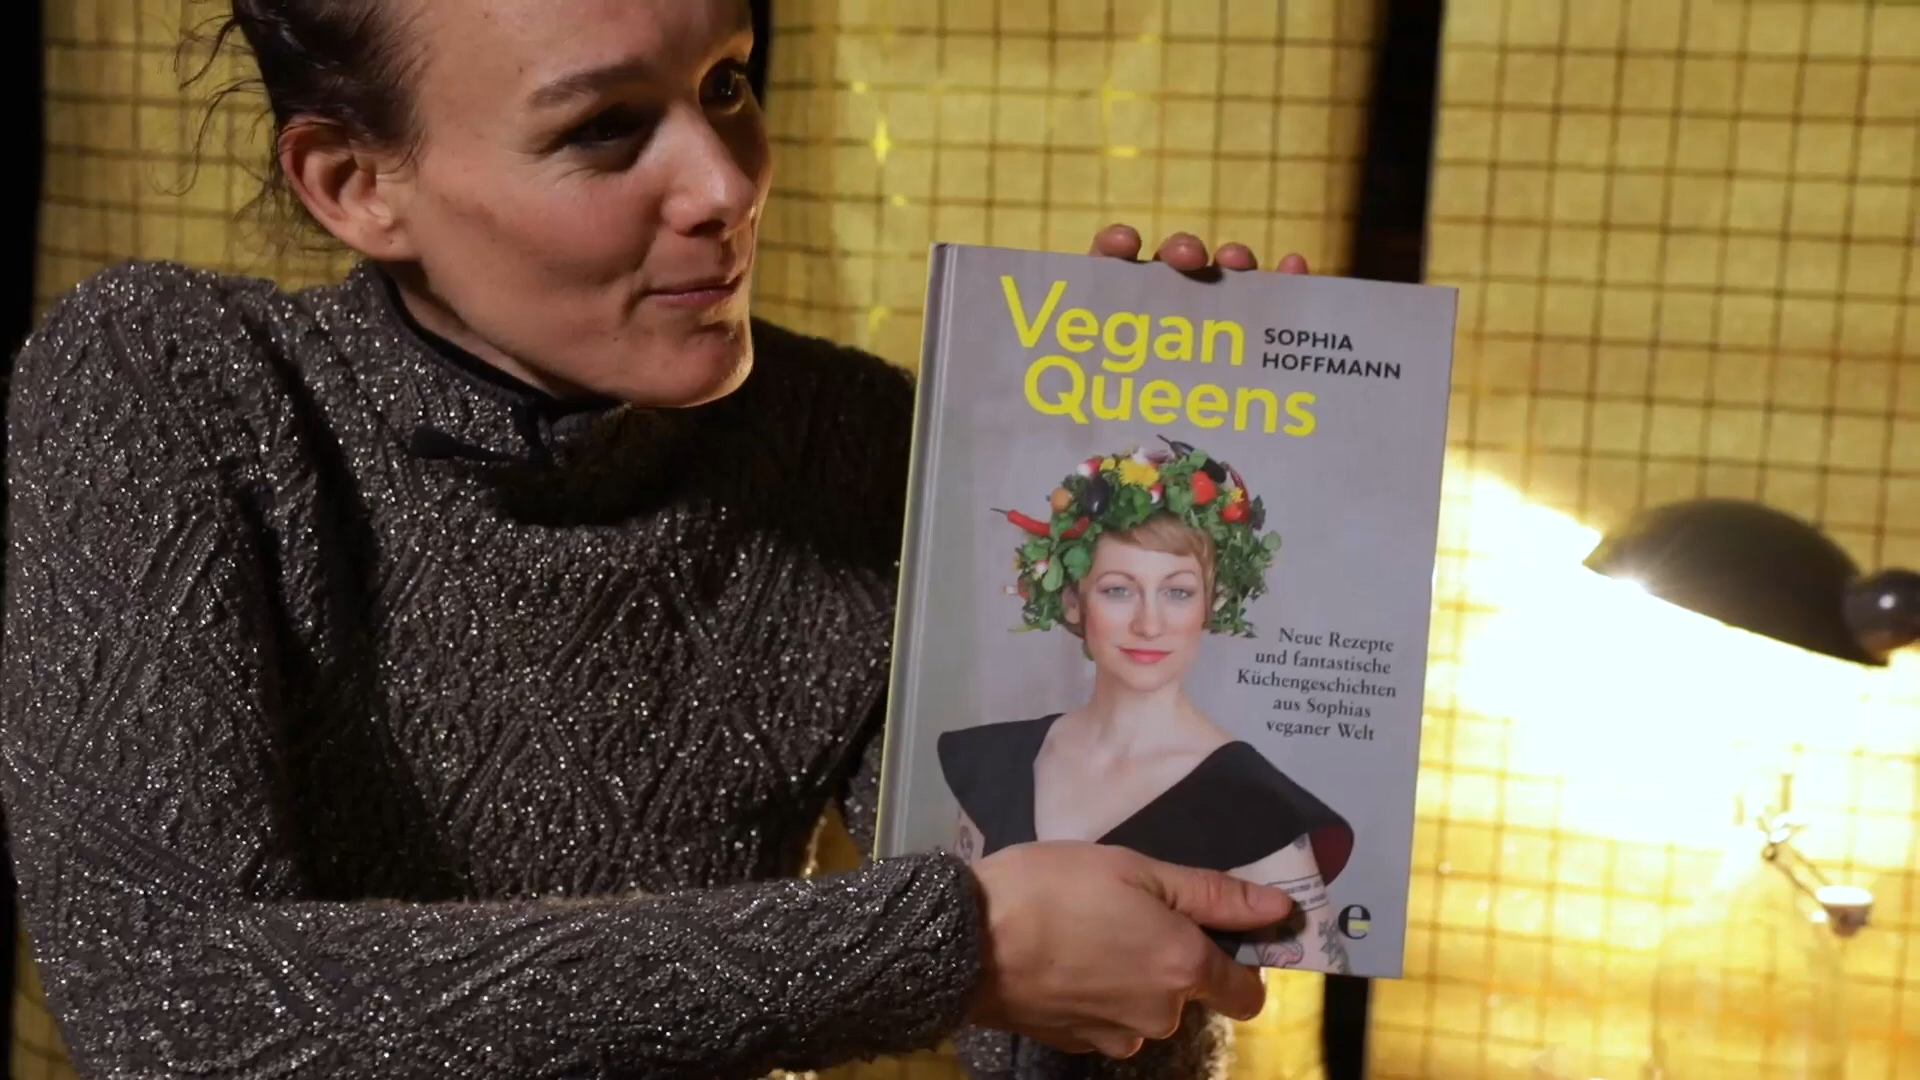 Vegan
Queens
SOPHIA
HOFFMANN
Neue Rezepte
und fantastische
Küchengeschichten
aus Sophias
veganer Welt
e